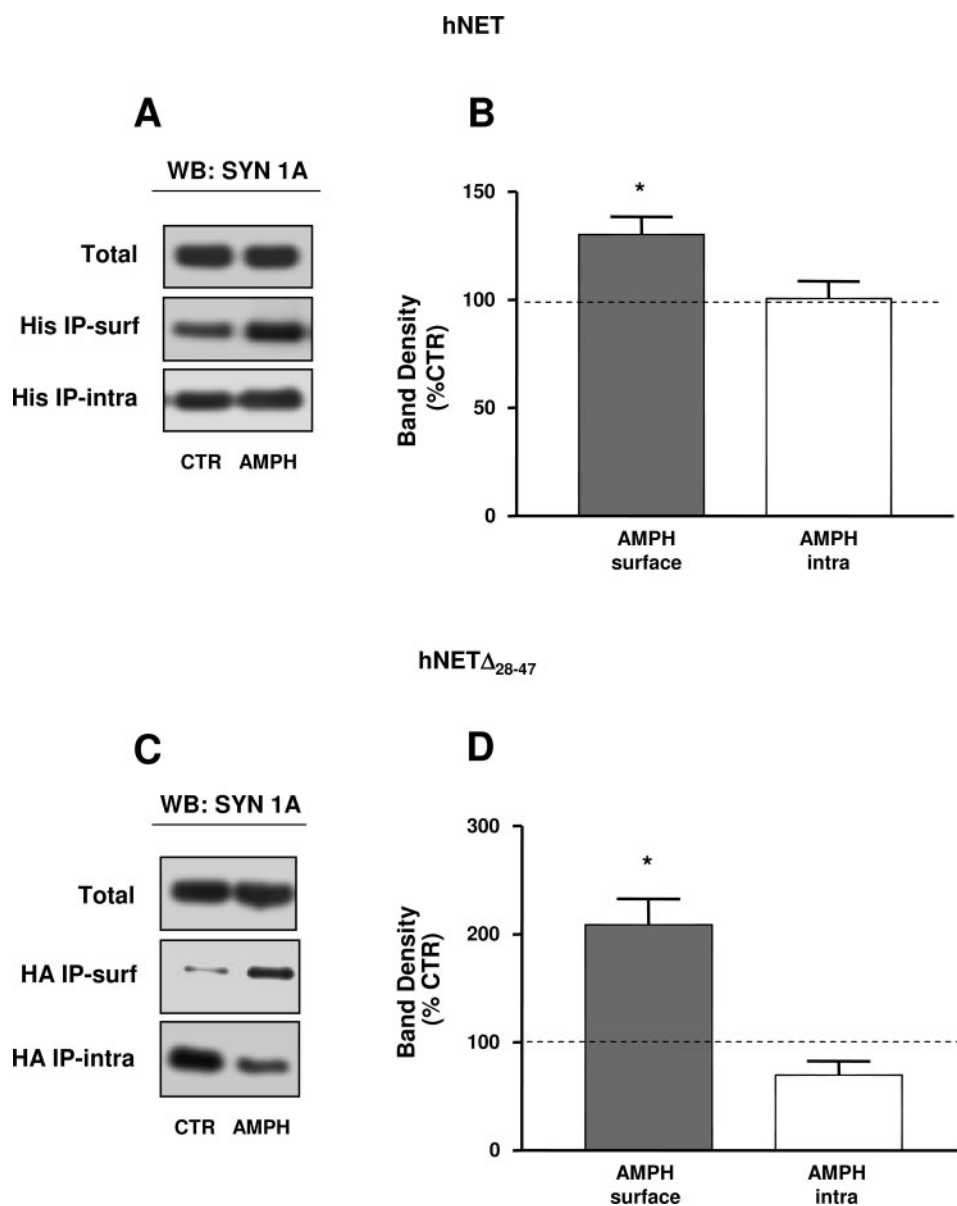 hNET
A
WB: SYN 1A
Total
His IP-surf
His IP-intra
CTR AMPH
B
Band Density
(%CTR)
150
100
50
0
*
AMPH
surface
AMPH
intra
hNETΔ28-47
C
WB: SYN 1A
Total
HA IP-surf
HA IP-intra
CTR AMPH
D
Band Density
(% CTR)
300
200
100
0
*
AMPH
surface
AMPH
intra